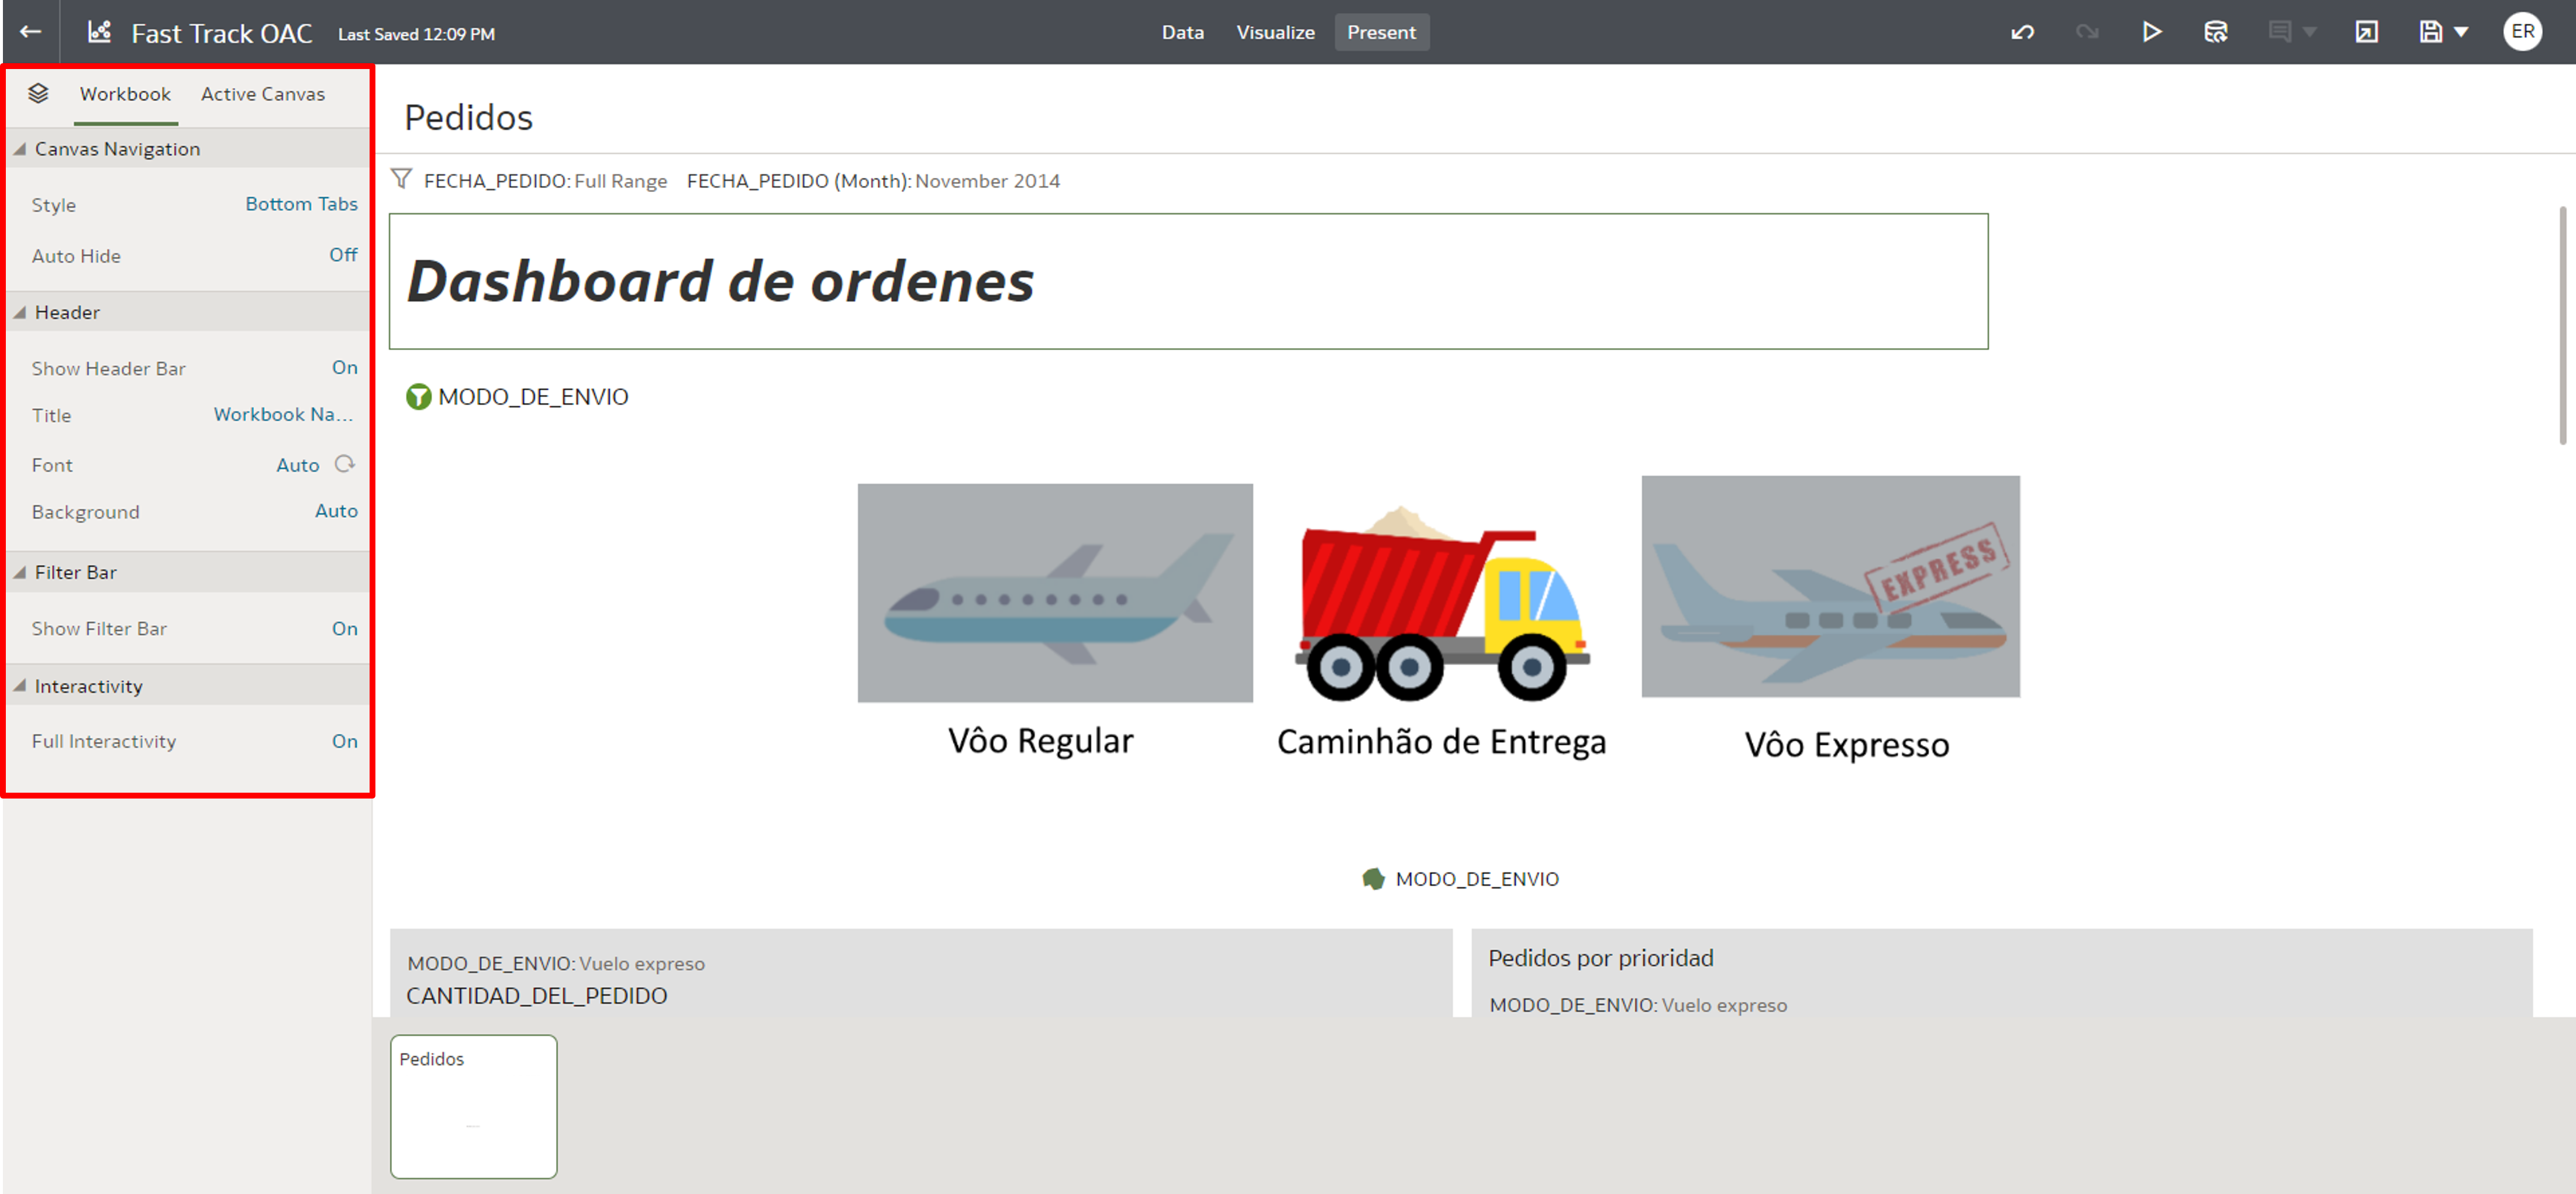 Fast Track OAC Last Saved 12:09 PM Data Visualize Present ER
Workbook Active Canvas
Canvas Navigation
Style Bottom Tabs
Auto Hide Off
Header
Show Header Bar On
Title Workbook Na...
Font Auto
Background Auto
Filter Bar
Show Filter Bar On
Interactivity
Full Interactivity On
Pedidos
FECHA_PEDIDO: Full Range FECHA_PEDIDO (Month): November 2014
Dashboard de ordenes
MODO_DE_ENVIO
EXPRESS
Vôo Regular Caminhão de Entrega Vôo Expresso
MODO_DE_ENVIO
MODO_DE_ENVIO: Vuelo expreso
CANTIDAD_DEL_PEDIDO
Pedidos por prioridad
MODO_DE_ENVIO: Vuelo expreso
Pedidos